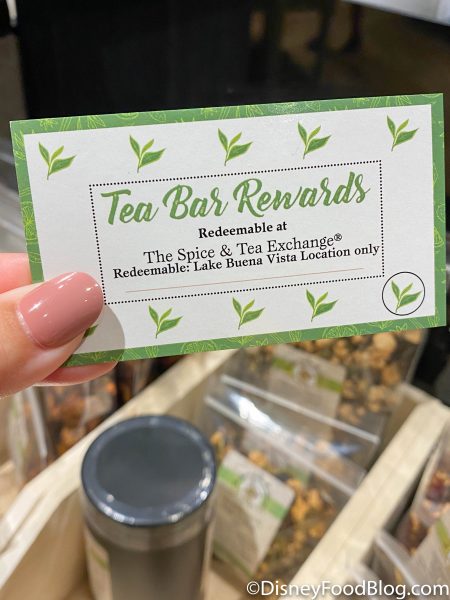 Tea Bar Rewards
Redeemable at
The Spice & Tea Exchange®
Redeemable: Lake Buena Vista Location only
©DisneyFoodBlog.com